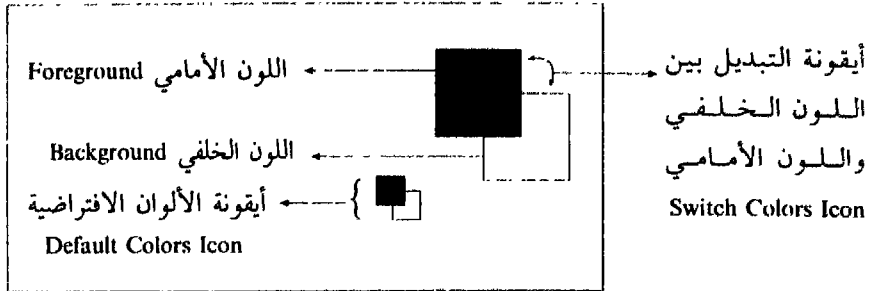 اللون الأمامي Foreground
اللون الخلفي Background
أيقونة الألوان الافتراضية
Default Colors Icon
أيقونة التبديل بين
اللون الخلفي
واللون الأمامي
Switch Colors Icon